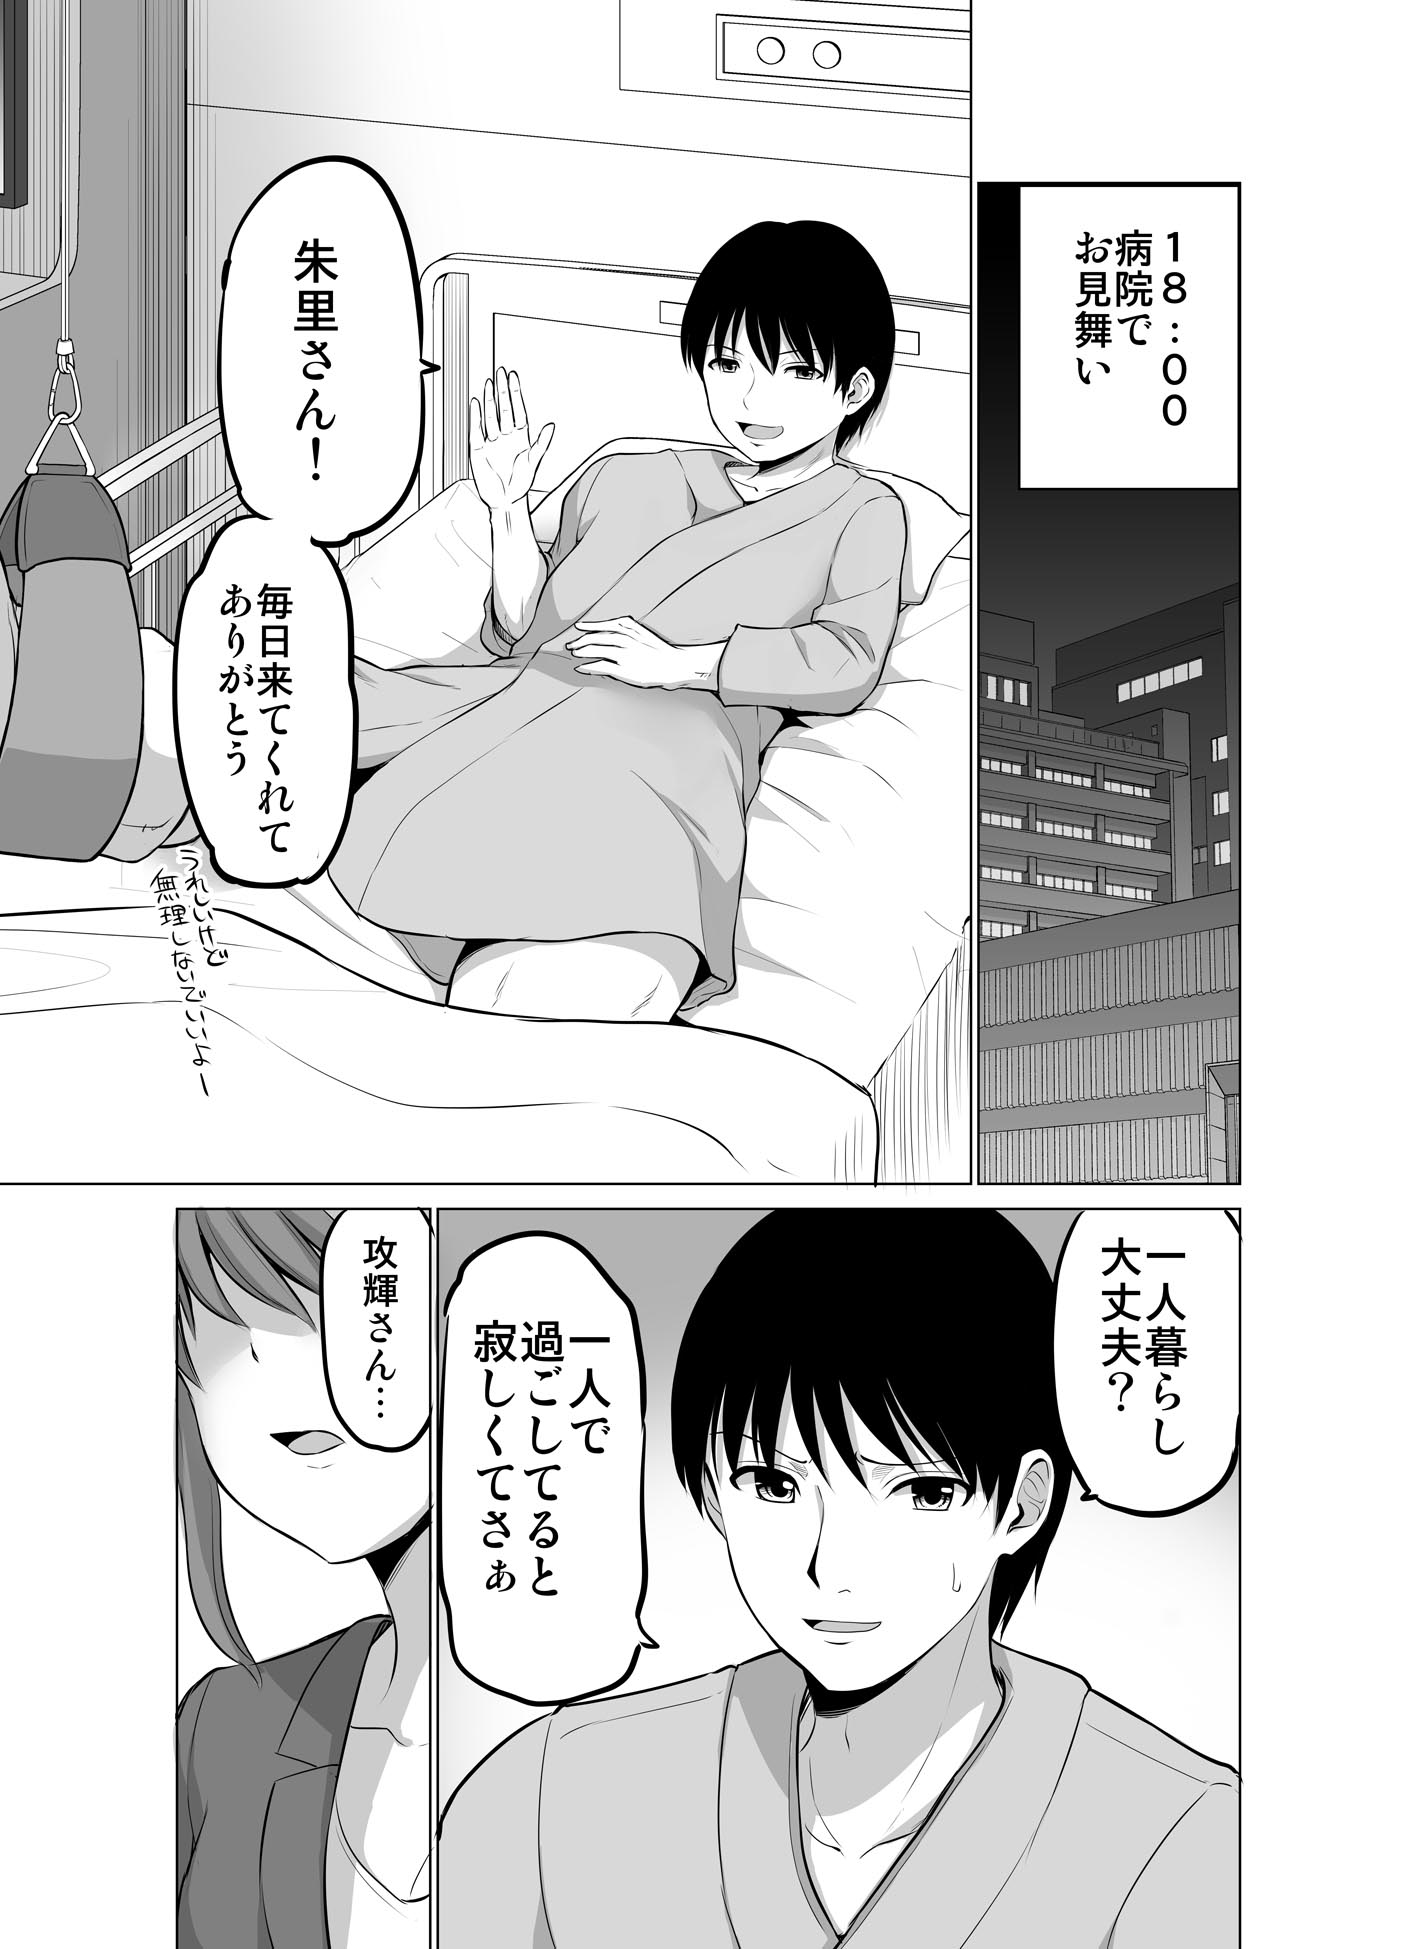 18:00
病院で
お見舞い
朱里さん!
毎日来てくれて
ありがとう
うれしいけど
無理しないでいいよー
一人暮らし
大丈夫?
一人で
過ごしてると
寂しくてさぁ
攻輝さん…